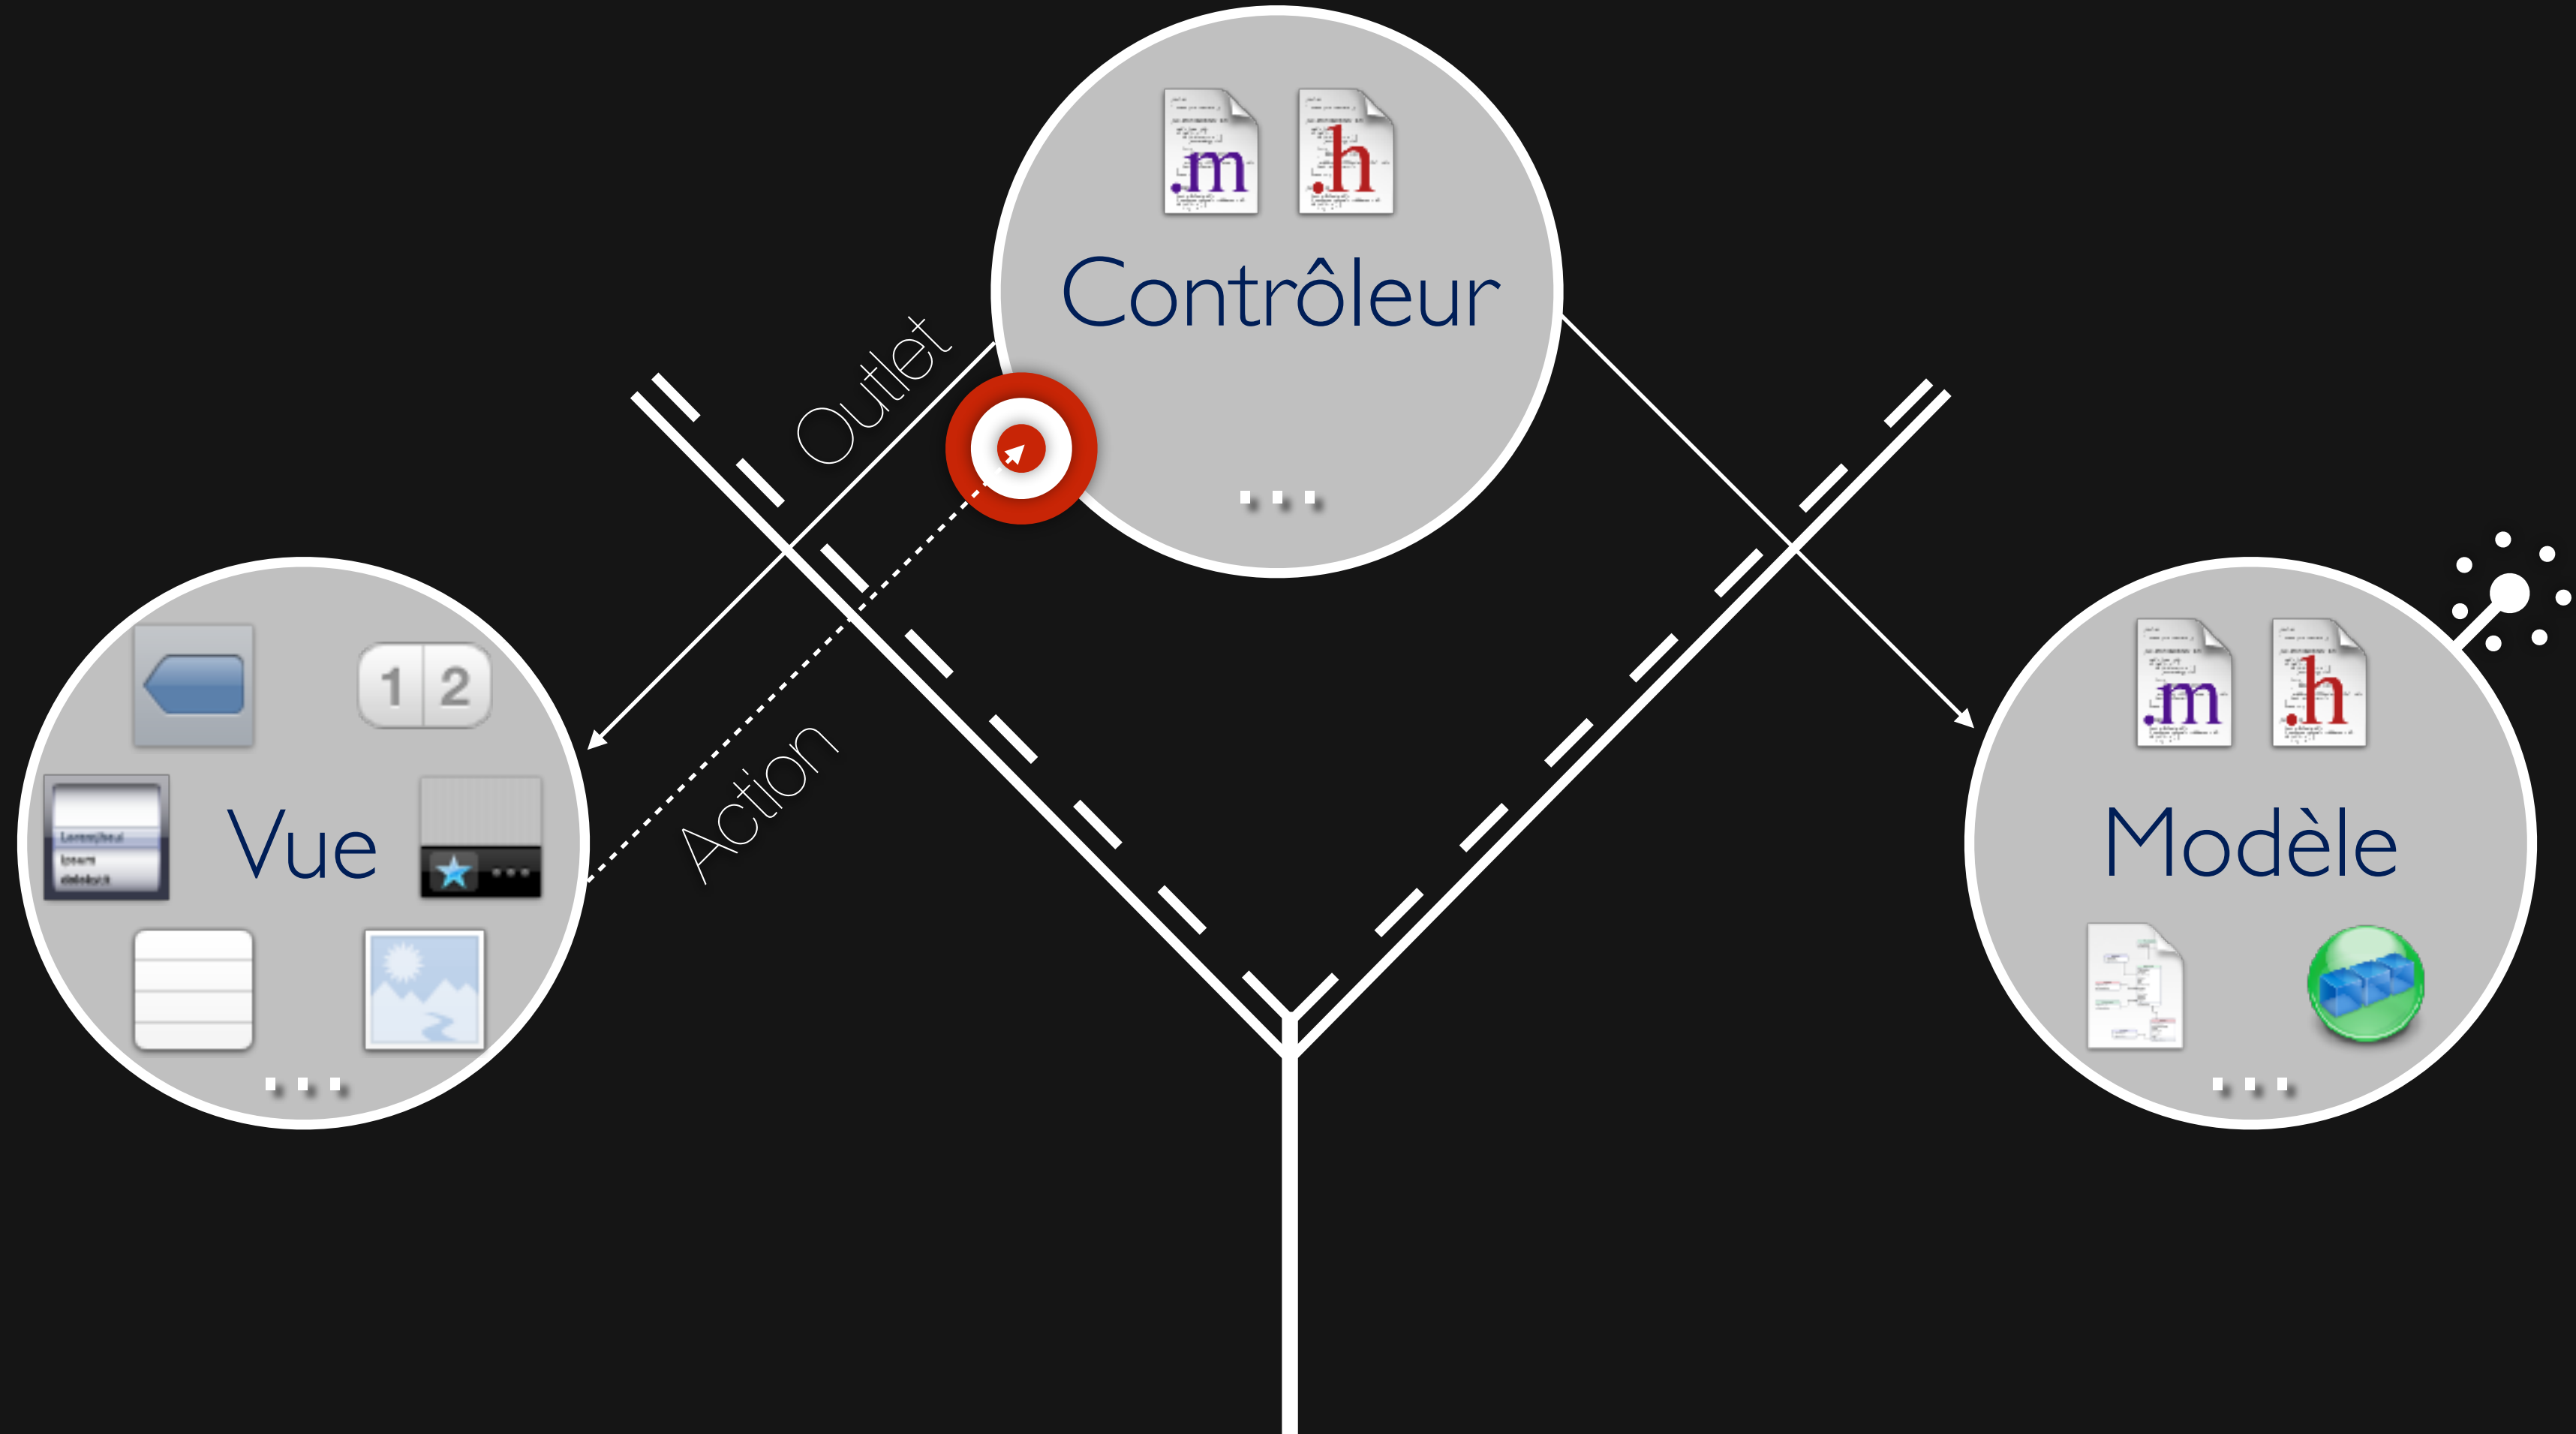 .m .h
Contrôleur
...
Outlet
Action
1 2
Vue
...
...
.m .h
Modèle
...